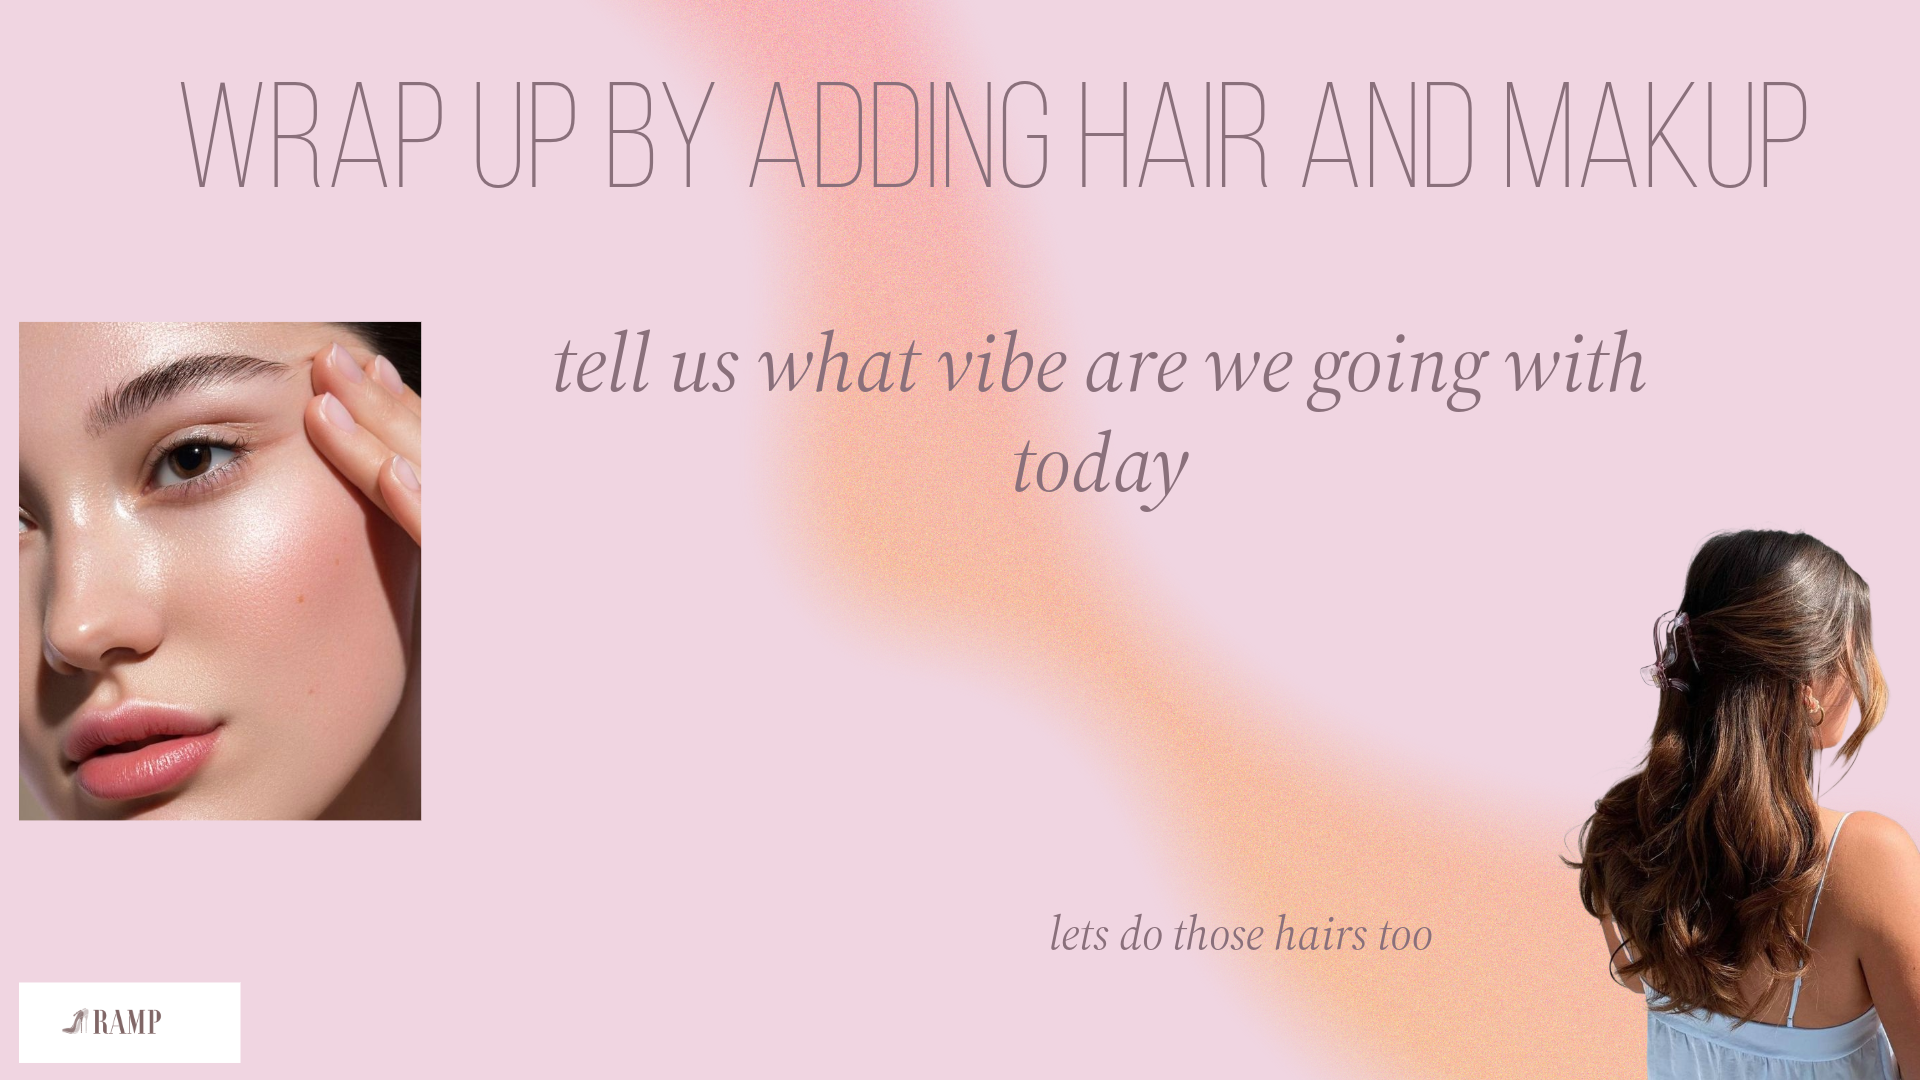 WRAP UP BY ADDING HAIR AND MAKUP
tell us what vibe are we going with
today
lets do those hairs too
RAMP